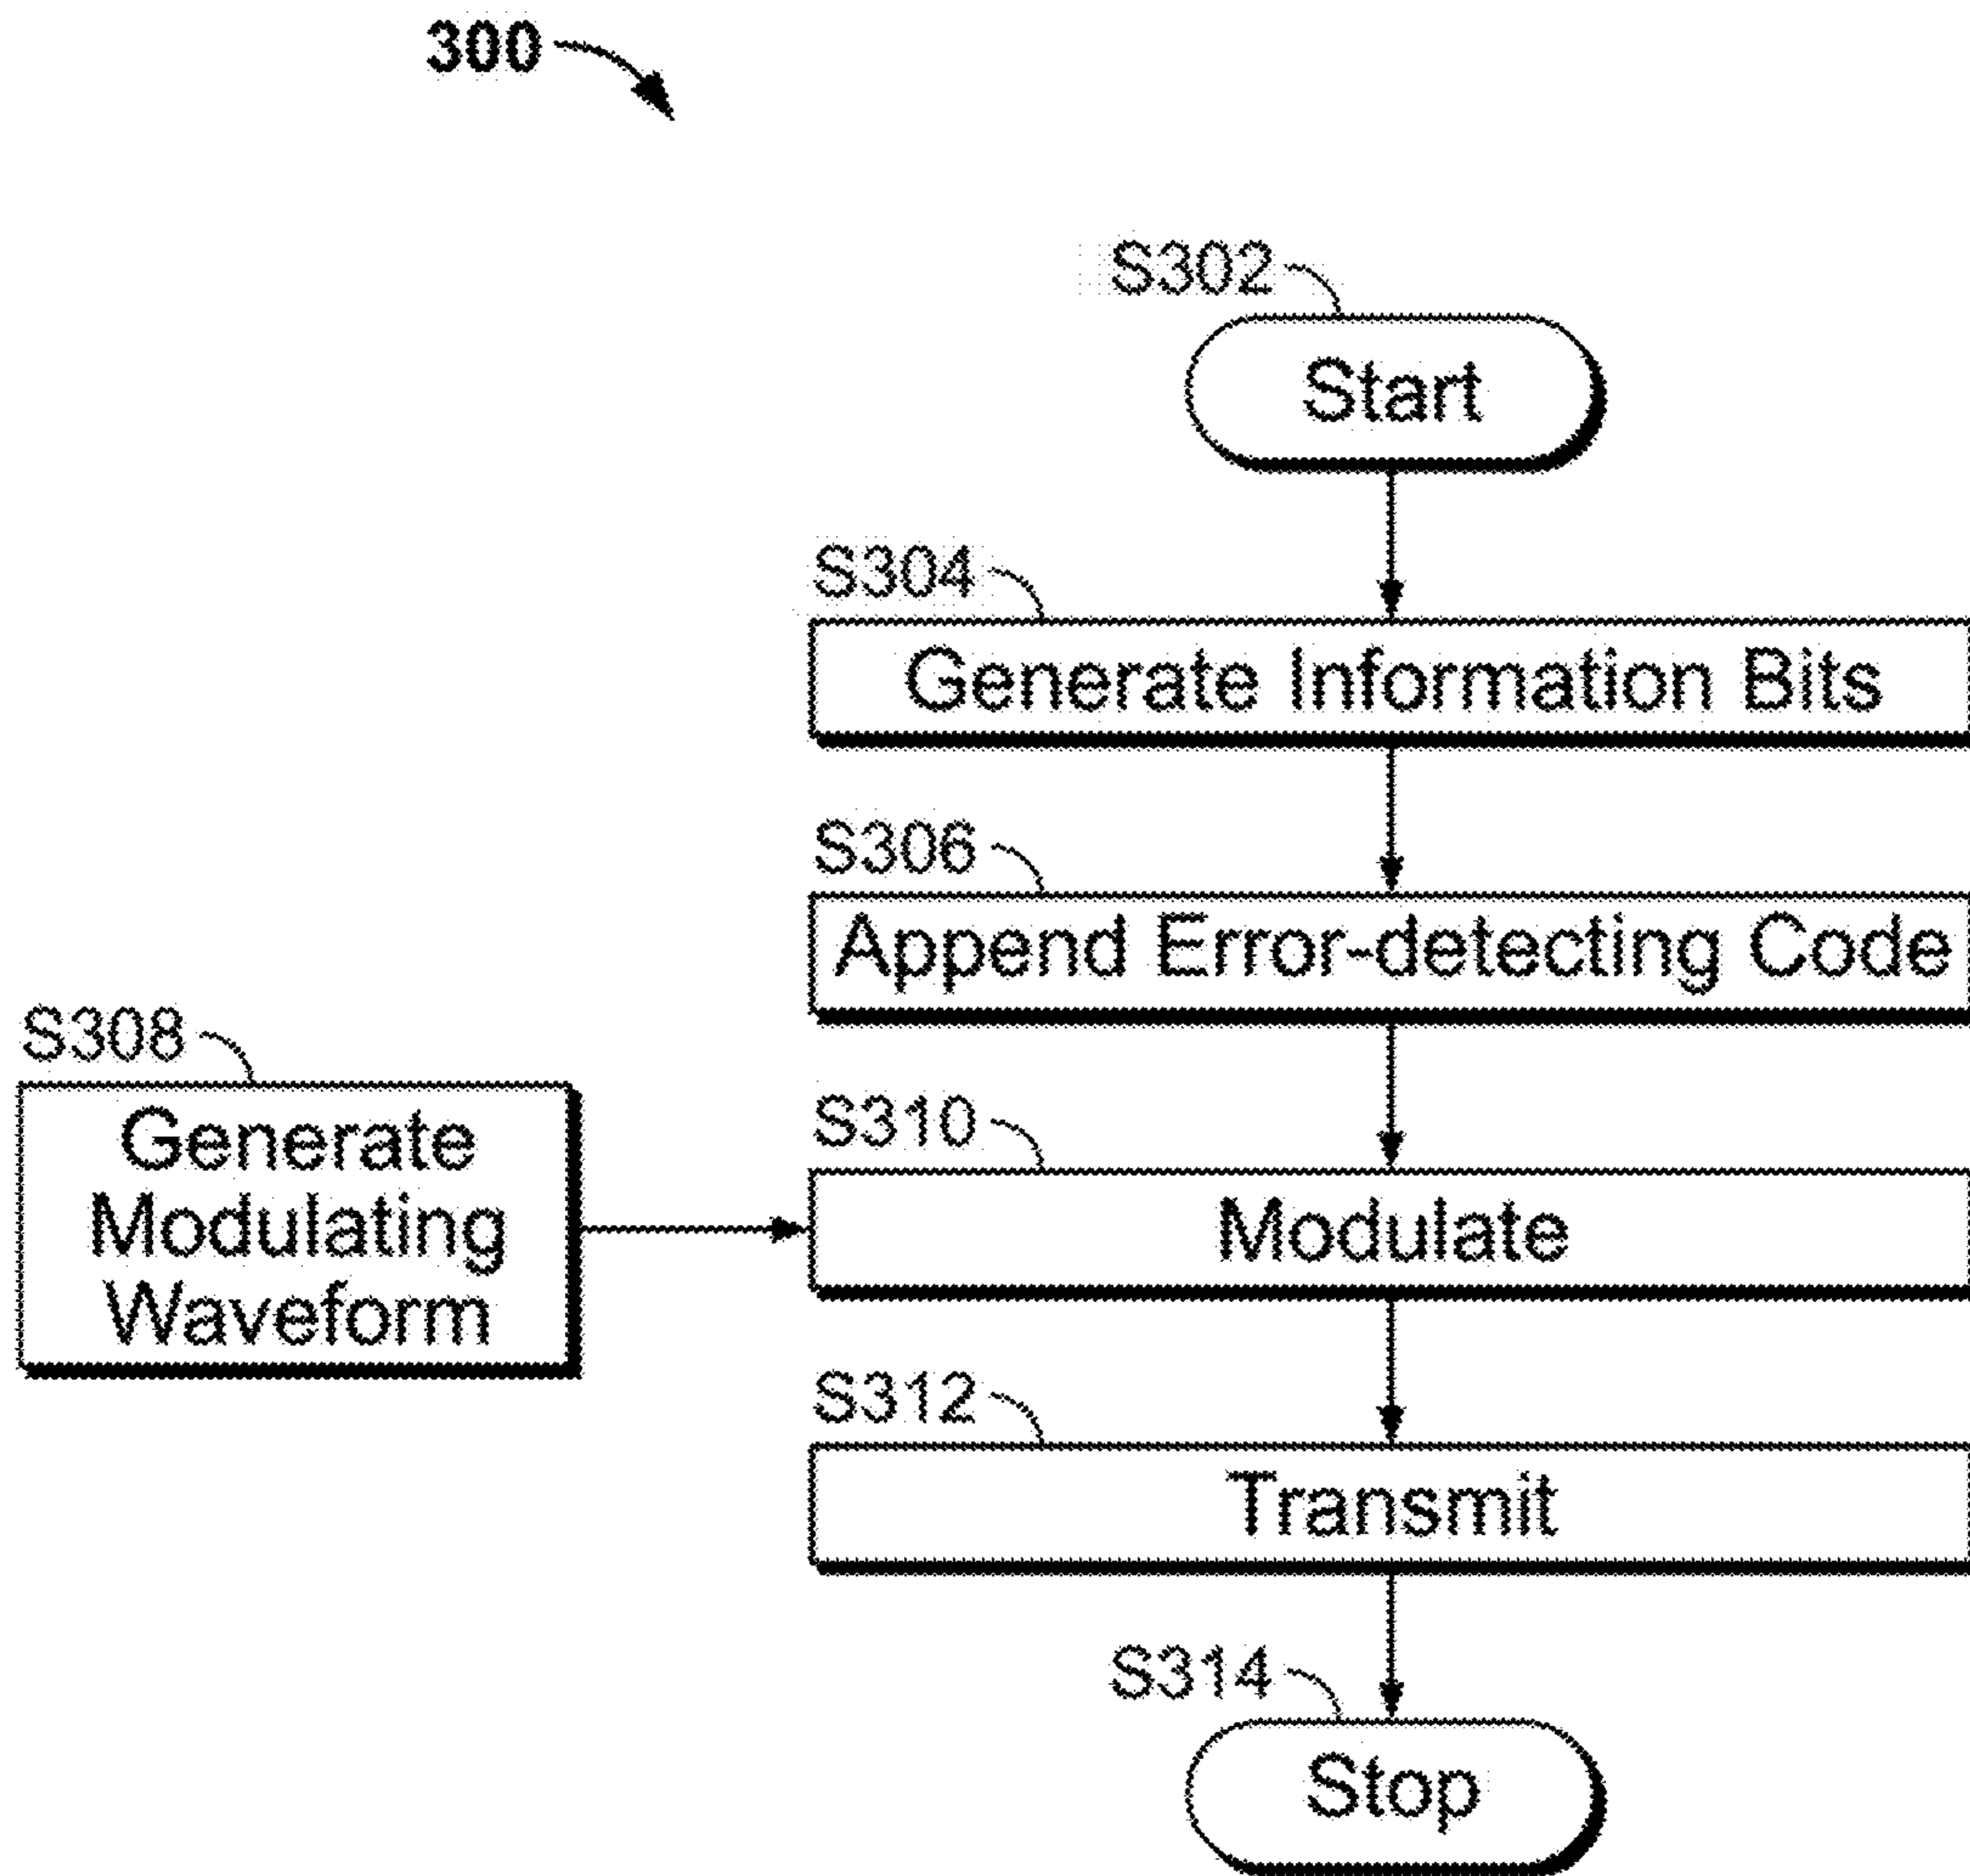 300
S302
Start
S304
Generate Information Bits
S306
Append Error-detecting Code
S308
Generate
Modulating
Waveform
S310
Modulate
S312
Transmit
S314
Stop